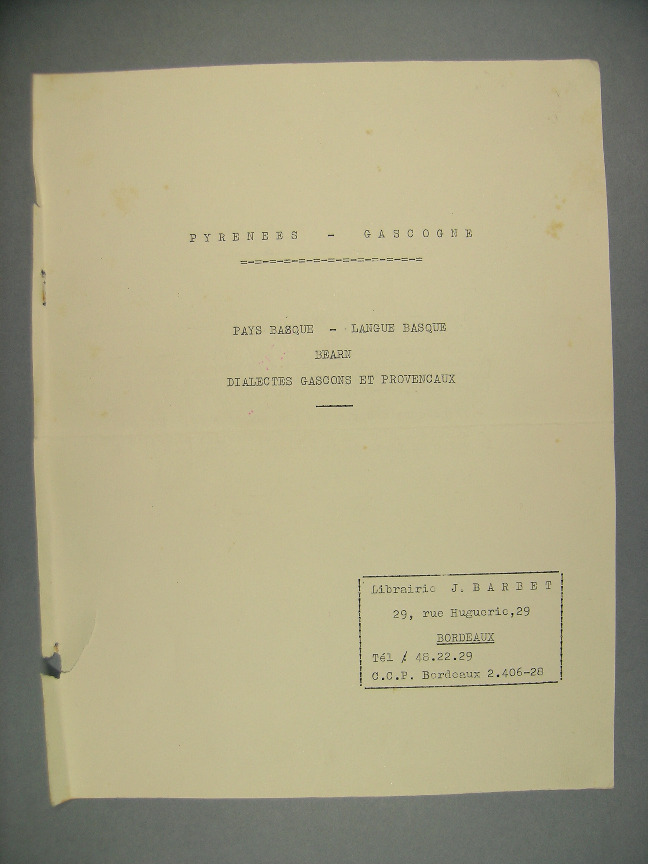 PYRENEES - GASCOGNE
=-=-=-=-=-=-=-=-=-=-=-=-=
PAYS BASQUE - LANGUE BASQUE
BEARN
DIALECTES GASCONS ET PROVENCAUX
Librairie J. BARBET
29, rue Huguerie,29
BORDEAUX
Tél / 48.22.29
C.C.P. Bordeaux 2.406-28